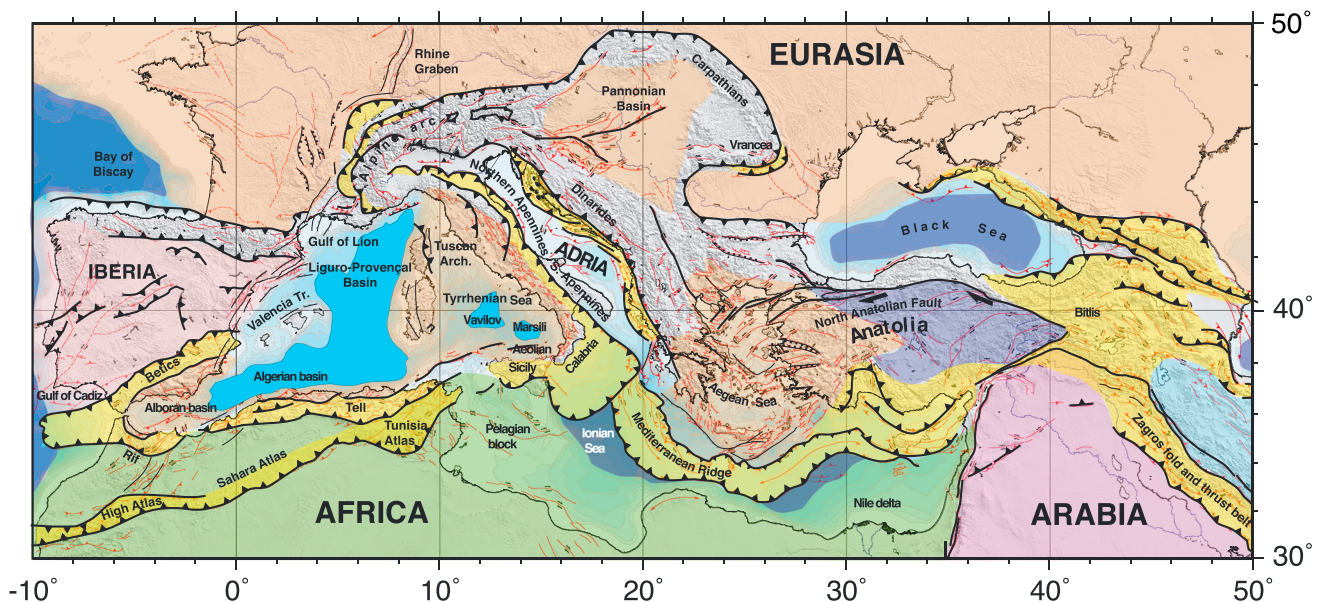 50°
EURASIA
Rhine
Graben
Carpathians
Pannonian
Basin
Vrancea
Bay of
Biscay
Alpine arc
Northern Apennines
S. Apennines
Dinarides
ADRIA
Black Sea
Gulf of Lion
Liguro-Provençal
Basin
Tuscan
Arch.
IBERIA
Valencia Tr.
Tyrrhenian Sea
Vavilov
Marsili
Aeolian
Sicily
Calabria
North Anatolian Fault
Anatolia
Bitlis
40°
Betics
Algerian basin
Gulf of Cadiz
Alboran basin
Tell
Tunisia
Atlas
Rif
Sahara Atlas
High Atlas
Pelagian
block
Ionian
Sea
Mediterranean Ridge
Aegean Sea
Nile delta
Zagros fold and thrust belt
AFRICA
ARABIA
30°
-10° 0° 10° 20° 30° 40° 50°